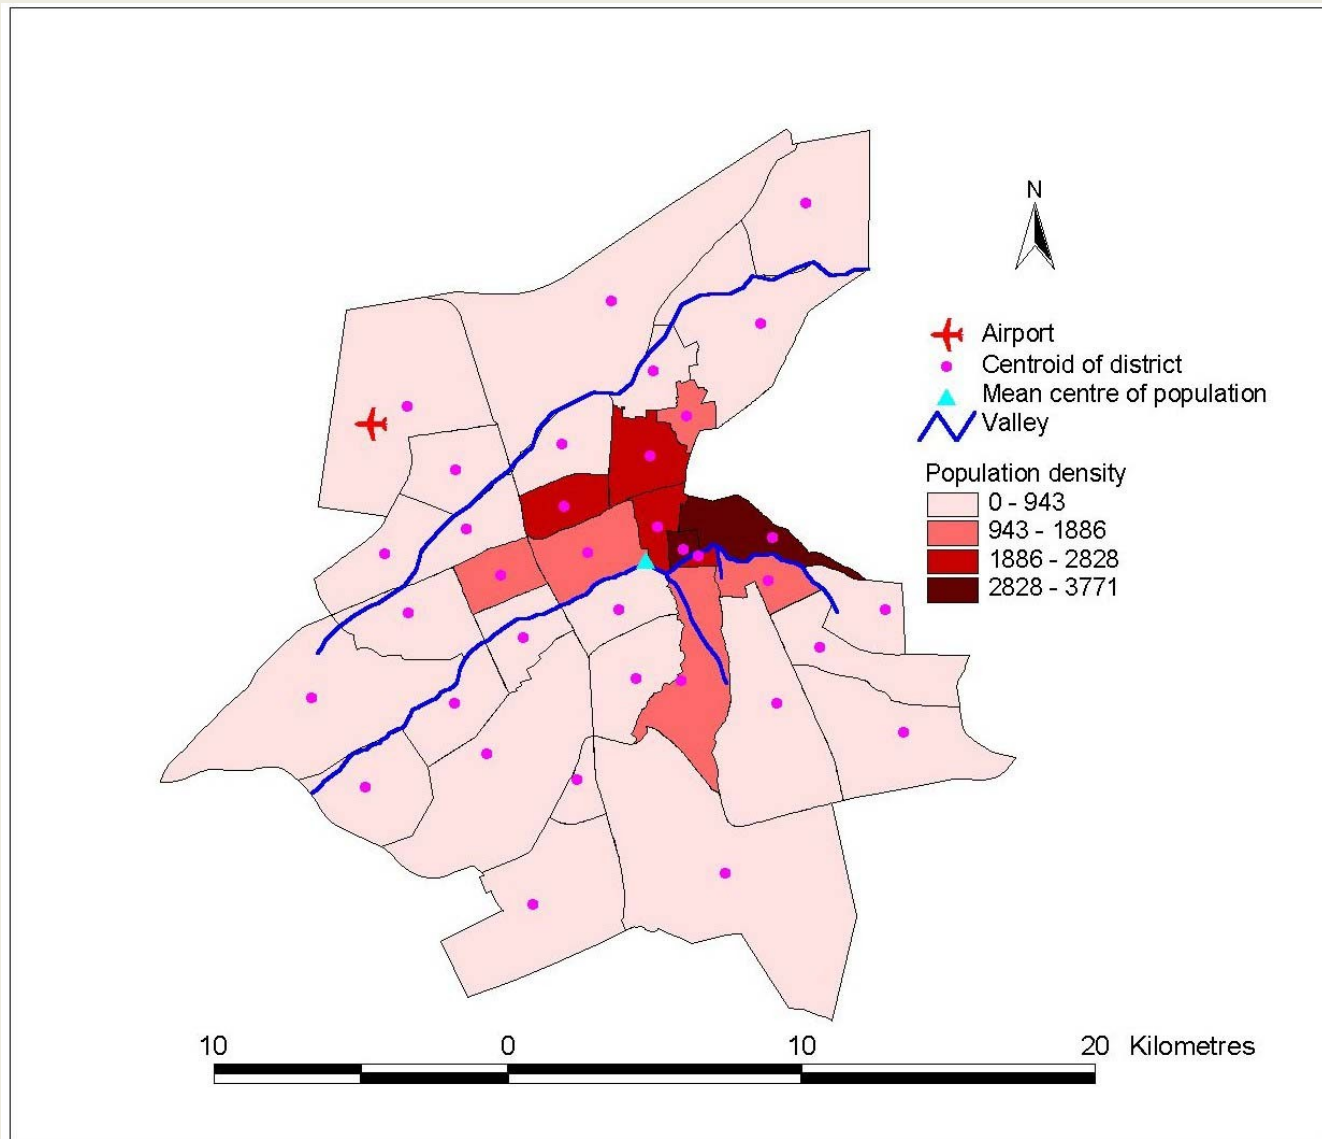 N
Airport
Centroid of district
Mean centre of population
Valley
Population density
0 - 943
943 - 1886
1886 - 2828
2828 - 3771
10 0 10 20 Kilometres